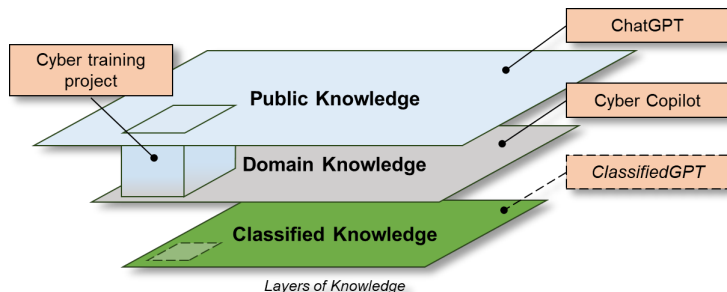 ChatGPT
Cyber training
project
Public Knowledge
Cyber Copilot
Domain Knowledge
ClassifiedGPT
Classified Knowledge
Layers of Knowledge